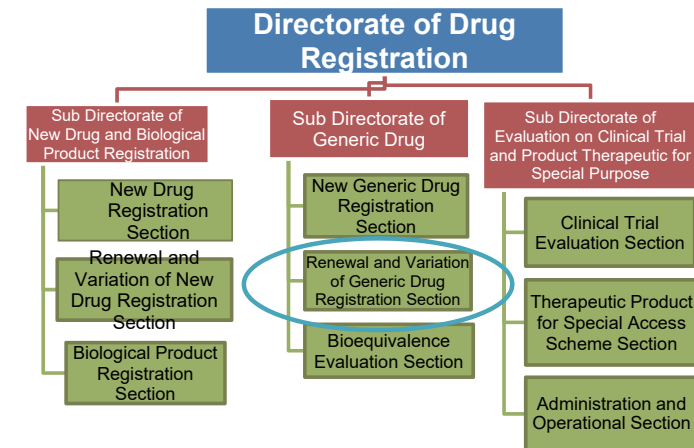 Directorate of Drug
Registration
Sub Directorate of
New Drug and Biological
Product Registration
New Drug
Registration
Section
Renewal and
Variation of New
Drug Registration
Section
Biological Product
Registration
Section
Sub Directorate of
Generic Drug
New Generic Drug
Registration
Section
Renewal and Variation
of Generic Drug
Registration Section
Bioequivalence
Evaluation Section
Sub Directorate of
Evaluation on Clinical Trial
and Product Therapeutic for
Special Purpose
Clinical Trial
Evaluation Section
Therapeutic Product
for Special Access
Scheme Section
Administration and
Operational Section